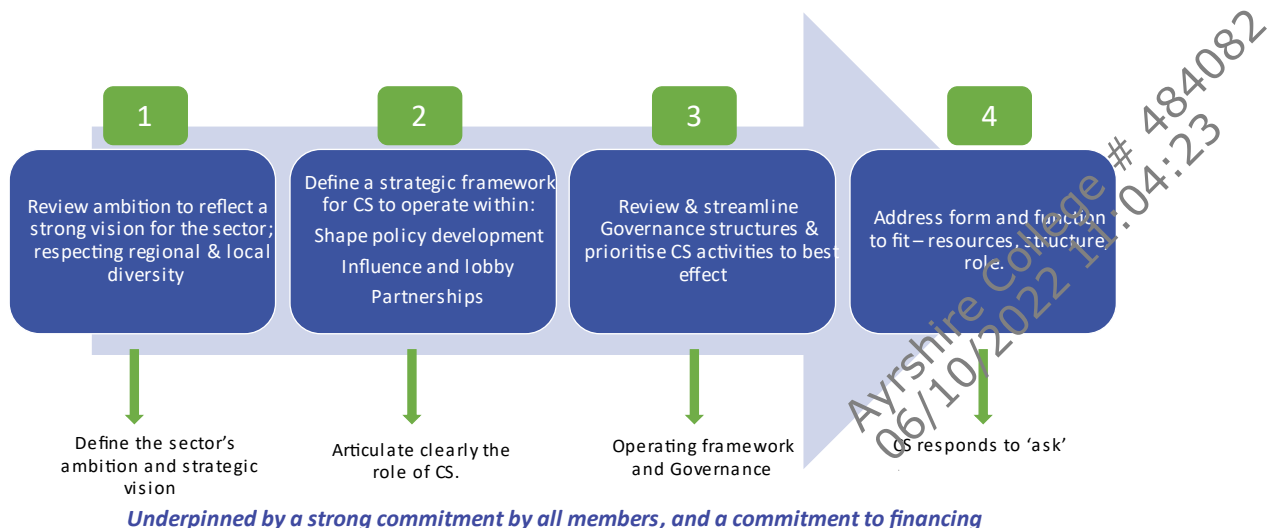 1
Review ambition to reflect a
strong vision for the sector;
respecting regional & local
diversity
Define the sector's
ambition and strategic
vision
2
Define a strategic framework
for CS to operate within:
Shape policy development
Influence and lobby
Partnerships
Articulate clearly the
role of CS.
3
Review & streamline
Governance structures &
prioritise CS activities to best
effect
Operating framework
and Governance
4
Address form and function
to fit – resources, structure,
role.
CS responds to 'ask'
.
Underpinned by a strong commitment by all members, and a commitment to financing
Ayrshire College # 484082
06/10/2022 11:04:23